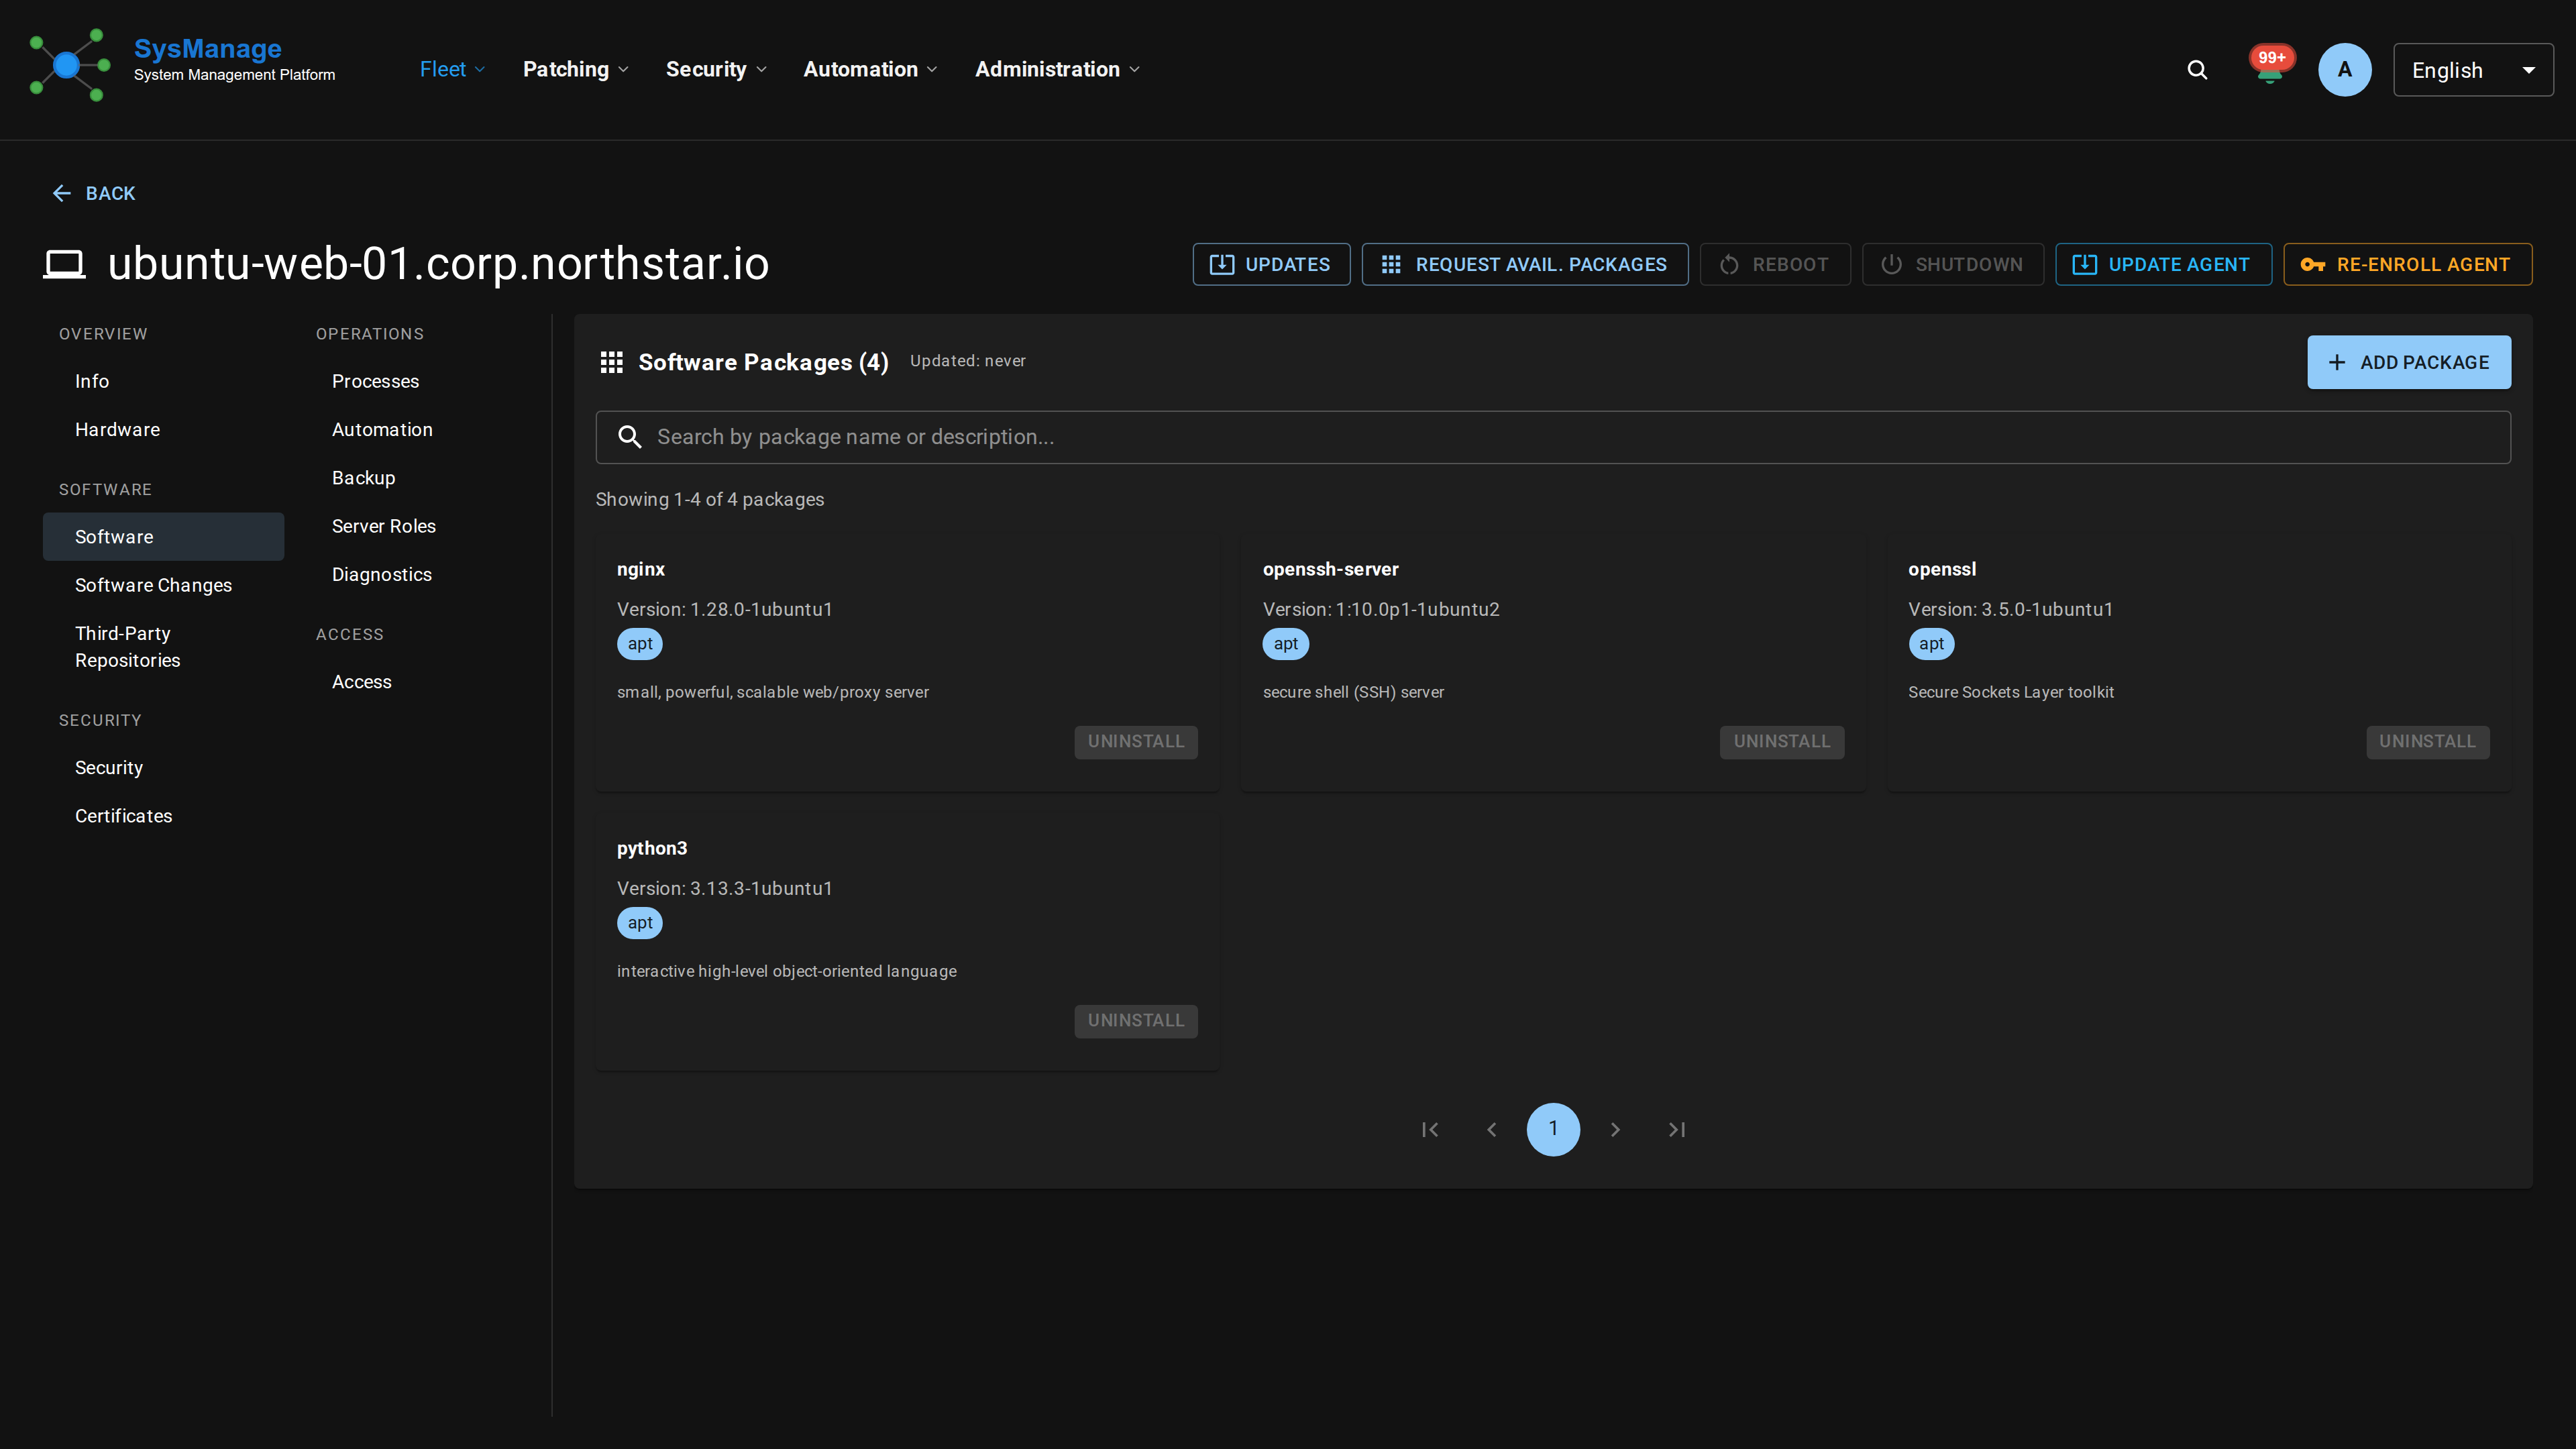 SysManage
System Management Platform
Fleet
Patching
Security
Automation
Administration
99+
A
English
BACK
ubuntu-web-01.corp.northstar.io
UPDATES
REQUEST AVAIL. PACKAGES
REBOOT
SHUTDOWN
UPDATE AGENT
RE-ENROLL AGENT
OVERVIEW
Info
Hardware
SOFTWARE
Software
Software Changes
Third-Party
Repositories
SECURITY
Security
Certificates
OPERATIONS
Processes
Automation
Backup
Server Roles
Diagnostics
ACCESS
Access
Software Packages (4)
Updated: never
ADD PACKAGE
Search by package name or description...
Showing 1-4 of 4 packages
nginx
Version: 1.28.0-1ubuntu1
apt
small, powerful, scalable web/proxy server
UNINSTALL
openssh-server
Version: 1:10.0p1-1ubuntu2
apt
secure shell (SSH) server
UNINSTALL
openssl
Version: 3.5.0-1ubuntu1
apt
Secure Sockets Layer toolkit
UNINSTALL
python3
Version: 3.13.3-1ubuntu1
apt
interactive high-level object-oriented language
UNINSTALL
1